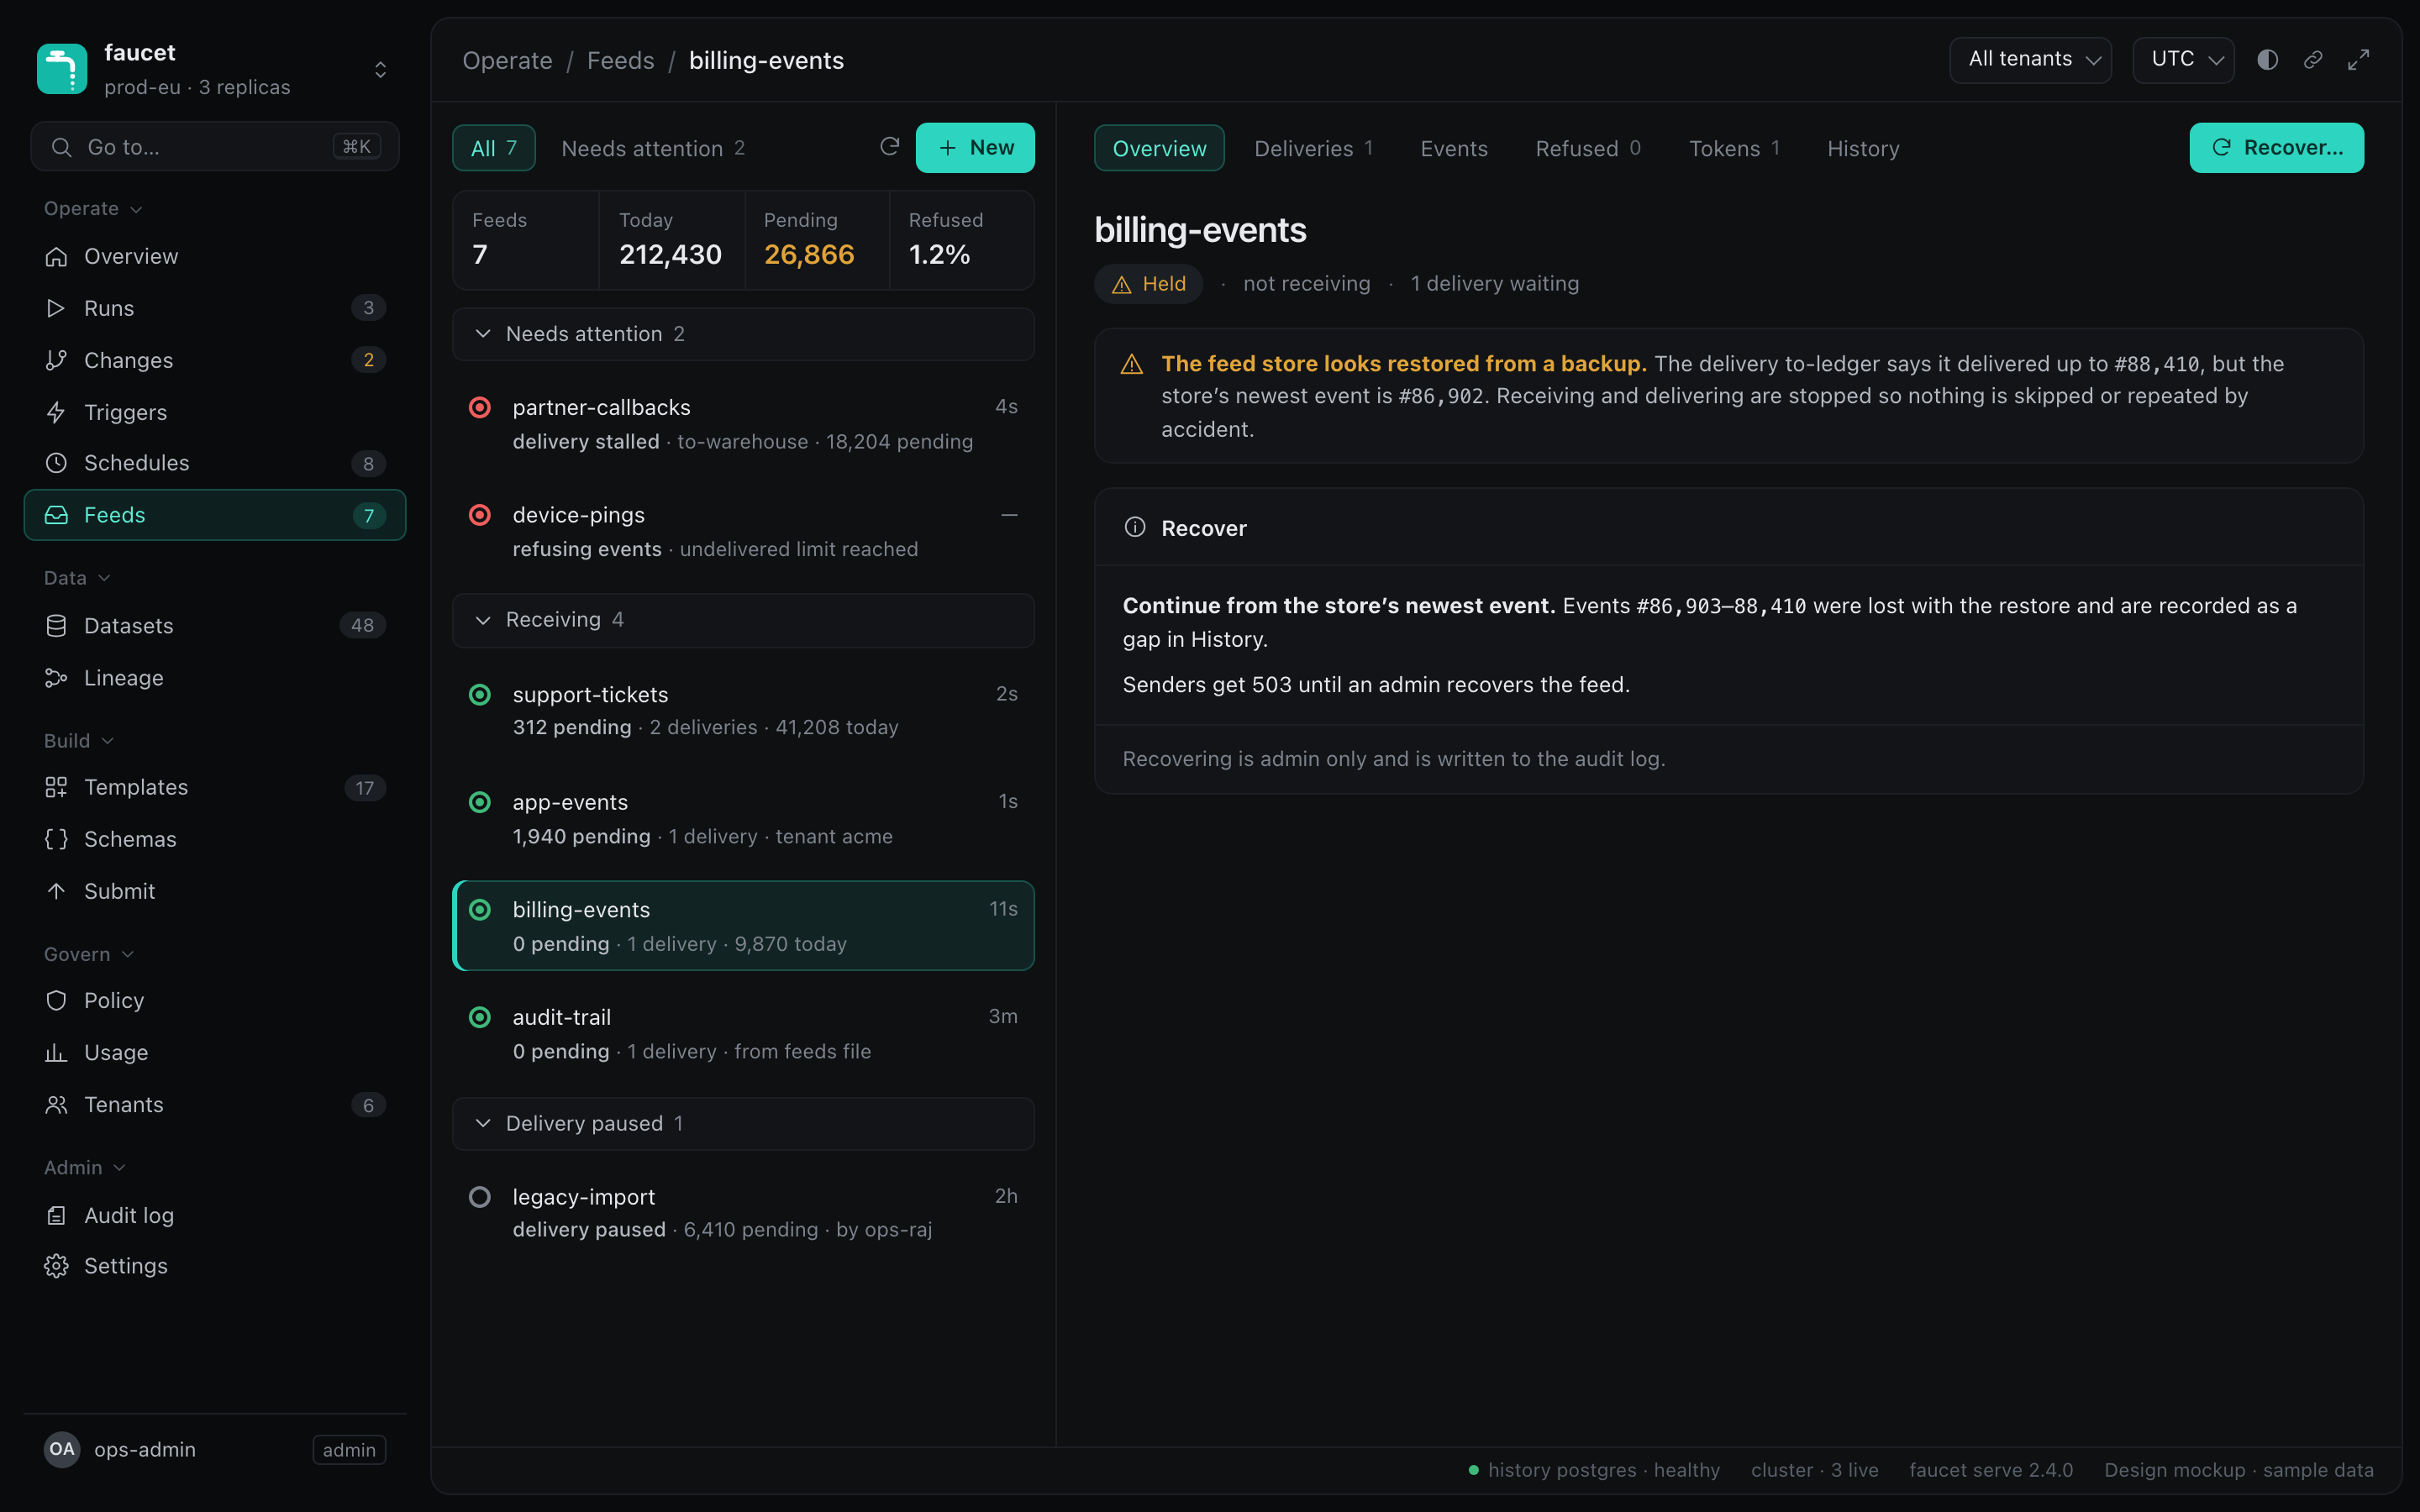 faucet
prod-eu · 3 replicas
Go to...
⌘K
Operate
Overview
Runs 3
Changes 2
Triggers
Schedules 8
Feeds 7
Data
Datasets 48
Lineage
Build
Templates 17
Schemas
Submit
Govern
Policy
Usage
Tenants 6
Admin
Audit log
Settings
OA ops-admin admin
Operate / Feeds / billing-events
All tenants
UTC
All 7
Needs attention 2
+ New
Feeds
7
Today
212,430
Pending
26,866
Refused
1.2%
Needs attention 2
partner-callbacks 4s
delivery stalled · to-warehouse · 18,204 pending
device-pings —
refusing events · undelivered limit reached
Receiving 4
support-tickets 2s
312 pending · 2 deliveries · 41,208 today
app-events 1s
1,940 pending · 1 delivery · tenant acme
billing-events 11s
0 pending · 1 delivery · 9,870 today
audit-trail 3m
0 pending · 1 delivery · from feeds file
Delivery paused 1
legacy-import 2h
delivery paused · 6,410 pending · by ops-raj
Overview
Deliveries 1
Events
Refused 0
Tokens 1
History
Recover...
billing-events
Held · not receiving · 1 delivery waiting
The feed store looks restored from a backup. The delivery to-ledger says it delivered up to #88,410, but the
store’s newest event is #86,902. Receiving and delivering are stopped so nothing is skipped or repeated by
accident.
Recover
Continue from the store’s newest event. Events #86,903–88,410 were lost with the restore and are recorded as a
gap in History.
Senders get 503 until an admin recovers the feed.
Recovering is admin only and is written to the audit log.
history postgres · healthy
cluster · 3 live
faucet serve 2.4.0
Design mockup · sample data